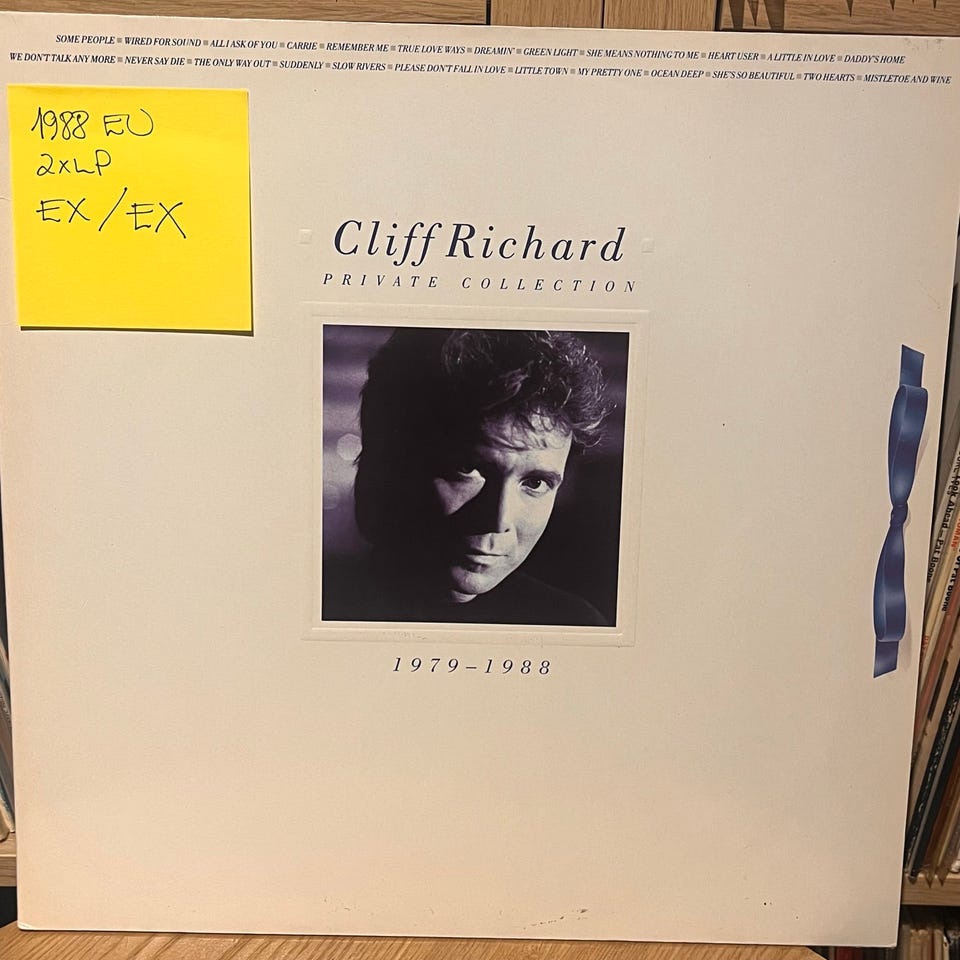 SOME PEOPLE ■ WIRED FOR SOUND ■ ALL I ASK OF YOU ■ CARRIE ■ REMEMBER ME ■ TRUE LOVE WAYS ■ DREAMIN' ■ GREEN LIGHT ■ SHE MEANS NOTHING TO ME ■ HEART USER ■ A LITTLE IN LOVE ■ DADDY'S HOME
WE DON'T TALK ANY MORE ■ NEVER SAY DIE ■ THE ONLY WAY OUT ■ SUDDENLY ■ SLOW RIVERS ■ PLEASE DON'T FALL IN LOVE ■ LITTLE TOWN ■ MY PRETTY ONE ■ OCEAN DEEP ■ SHE'S SO BEAUTIFUL ■ TWO HEARTS ■ MISTLETOE AND WINE
1988 EU
2xLP
EX/EX
Cliff Richard
PRIVATE COLLECTION
1979–1988
Ahead – Pat Boone